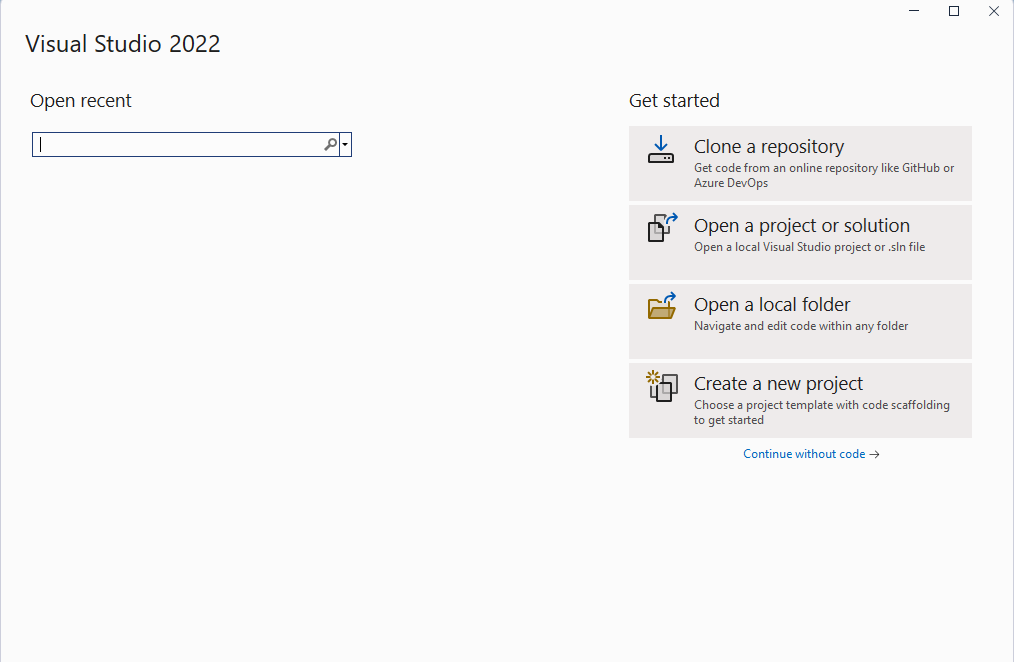 Visual Studio 2022
Open recent
Get started
Clone a repository
Get code from an online repository like GitHub or
Azure DevOps
Open a project or solution
Open a local Visual Studio project or .sln file
Open a local folder
Navigate and edit code within any folder
Create a new project
Choose a project template with code scaffolding
to get started
Continue without code →